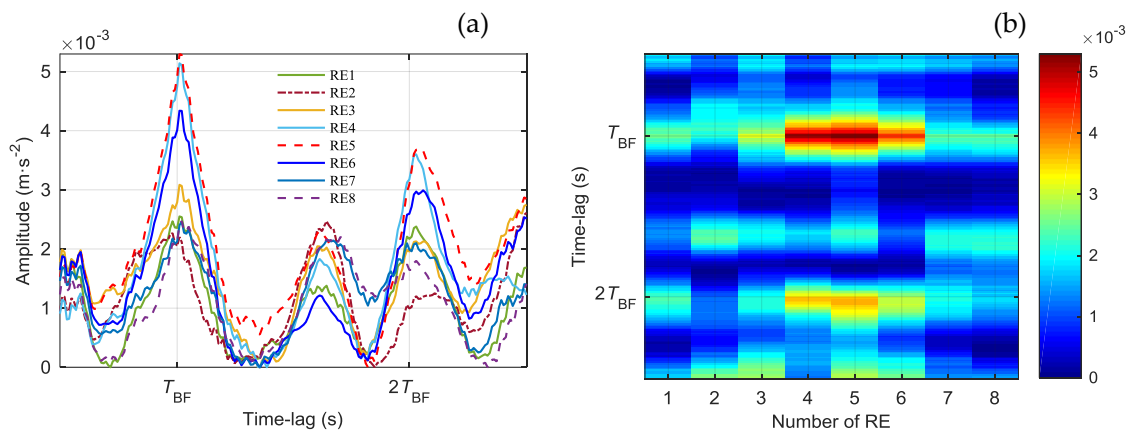 (a)
×10⁻³
5
4
3
2
1
0
Amplitude (m·s⁻²)
RE1
RE2
RE3
RE4
RE5
RE6
RE7
RE8
T_BF
2T_BF
Time-lag (s)
(b)
×10⁻³
T_BF
2T_BF
Time-lag (s)
1 2 3 4 5 6 7 8
Number of RE
5
4
3
2
1
0